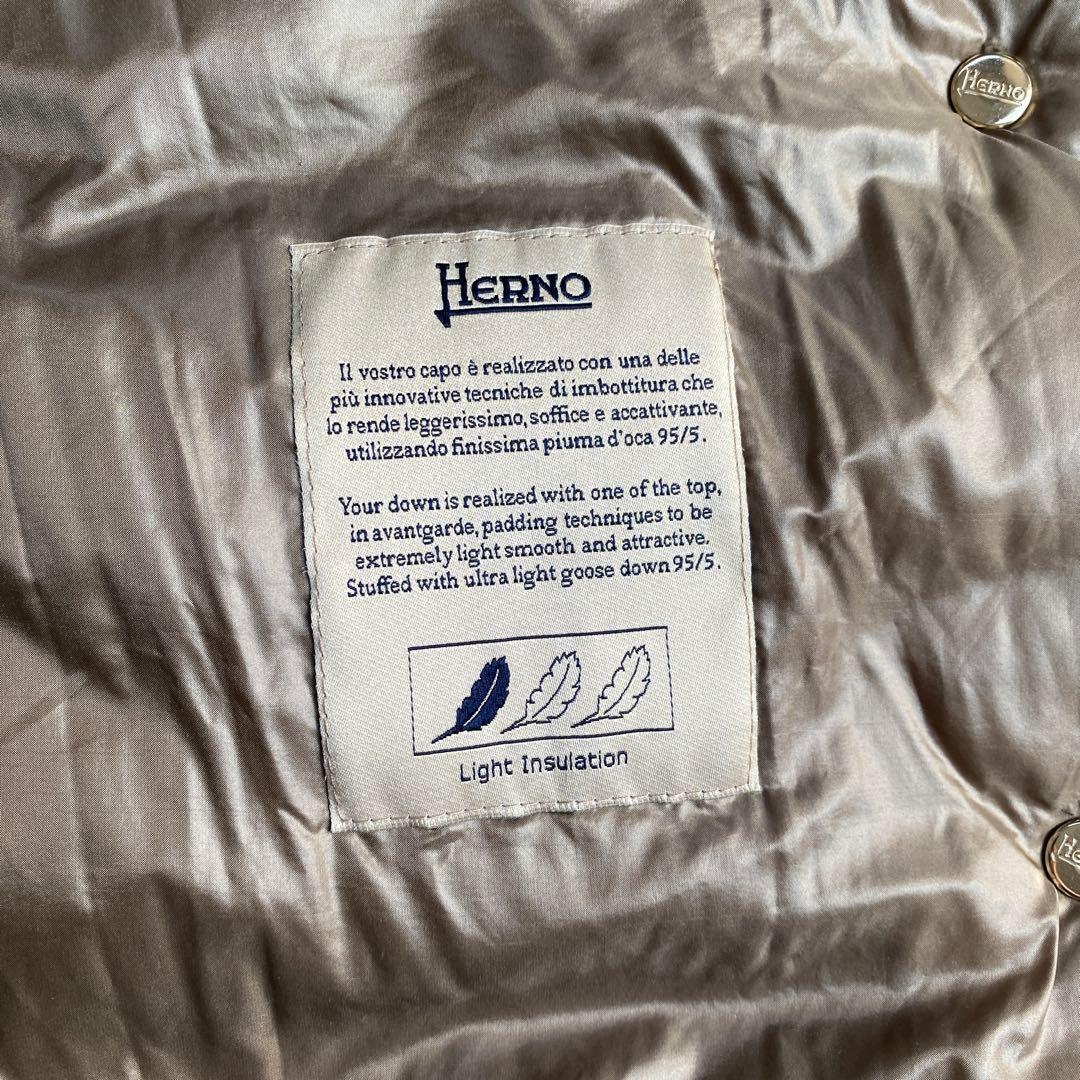 HERNO
HERNO
Il vostro capo è realizzato con una delle
più innovative tecniche di imbottitura che
lo rende leggerissimo, soffice e accattivante,
utilizzando finissima piuma d'oca 95/5.
Your down is realized with one of the top,
in avantgarde, padding techniques to be
extremely light smooth and attractive.
Stuffed with ultra light goose down 95/5.
Light Insulation